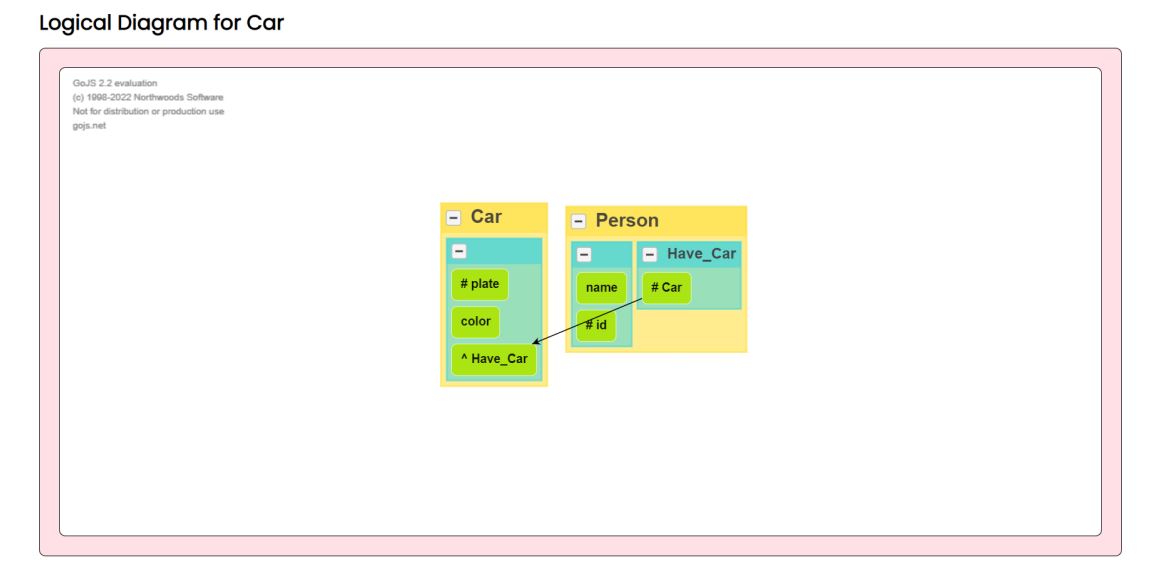 Logical Diagram for Car
GoJS 2.2 evaluation
(c) 1998-2022 Northwoods Software
Not for distribution or production use
gojs.net
Car
# plate
color
^ Have_Car
Person
name
# id
Have_Car
# Car